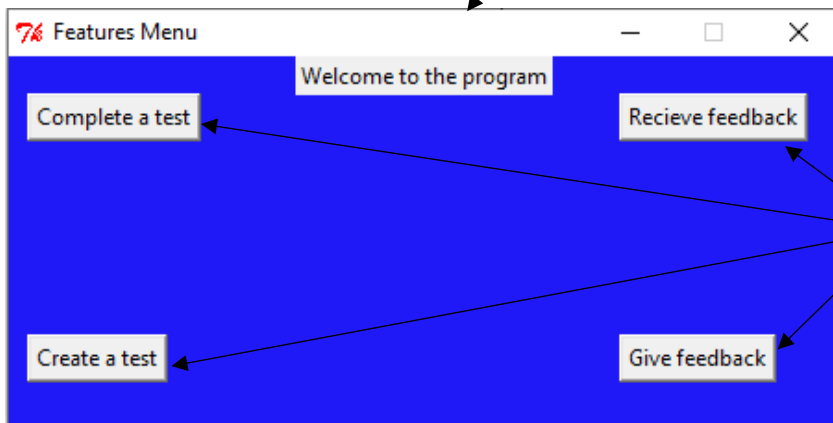 Features Menu
Welcome to the program
Complete a test
Recieve feedback
Create a test
Give feedback